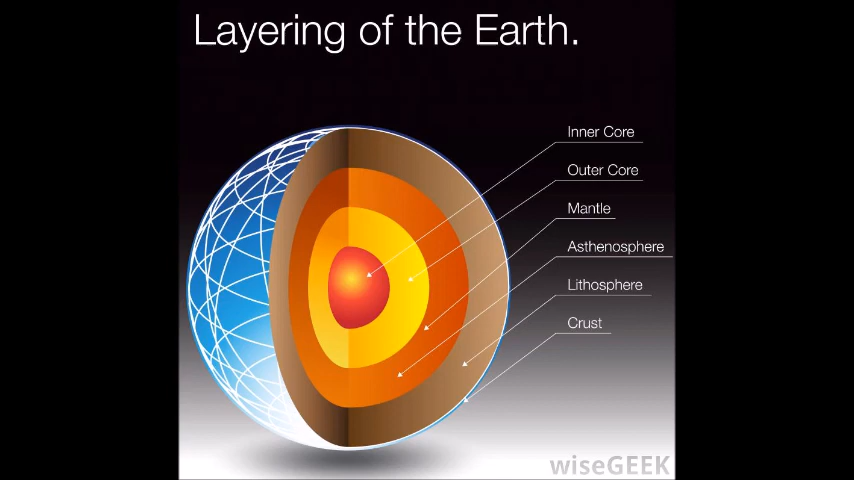 Layering of the Earth.
Inner Core
Outer Core
Mantle
Asthenosphere
Lithosphere
Crust
wiseGEEK